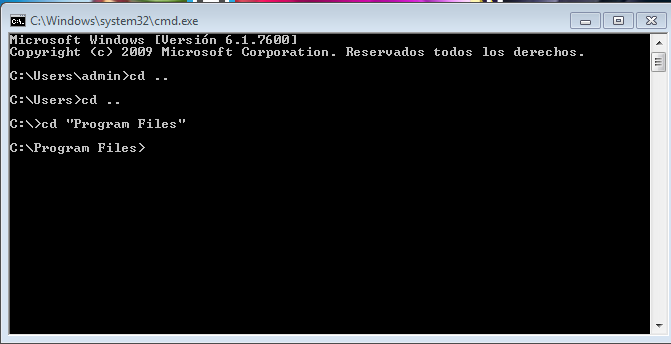 C:\Windows\system32\cmd.exe
Microsoft Windows [Versión 6.1.7600]
Copyright (c) 2009 Microsoft Corporation. Reservados todos los derechos.
C:\Users\admin>cd ..
C:\Users>cd ..
C:\>cd "Program Files"
C:\Program Files>